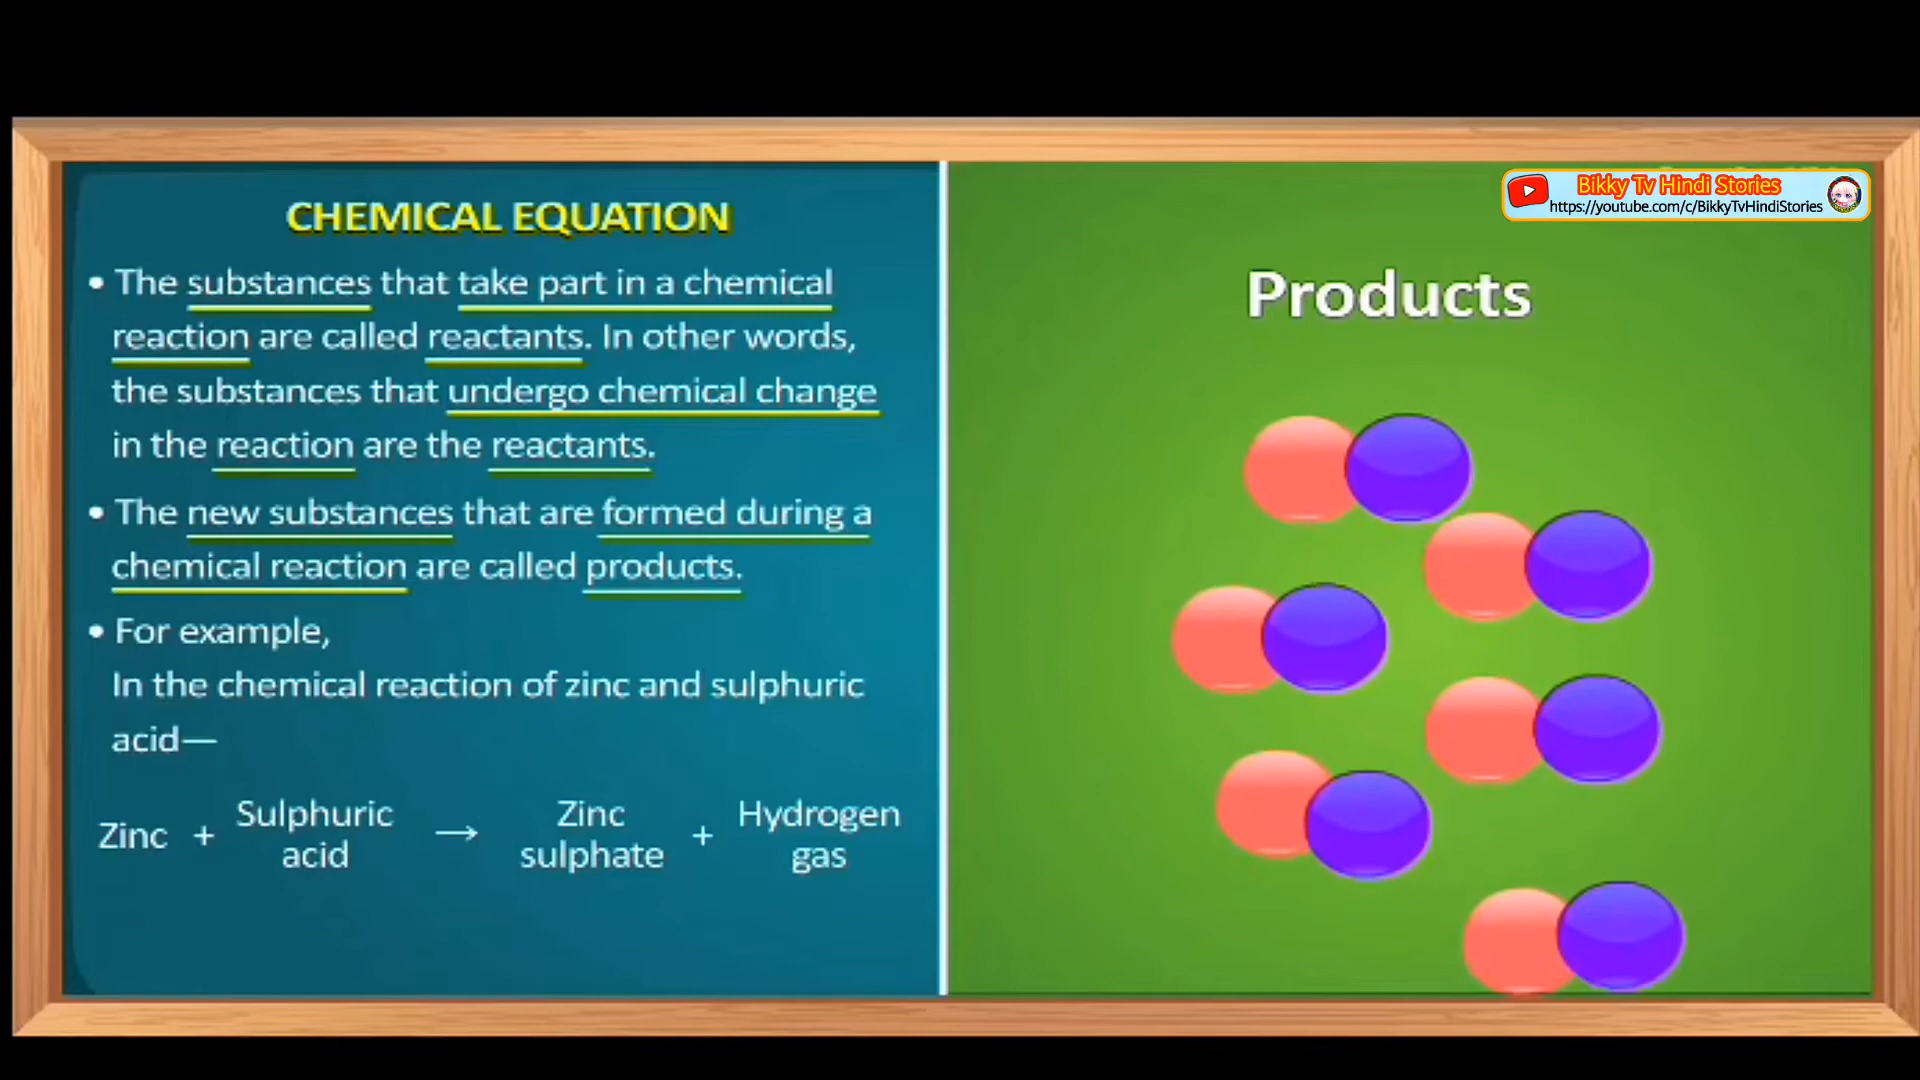 CHEMICAL EQUATION
• The substances that take part in a chemical
reaction are called reactants. In other words,
the substances that undergo chemical change
in the reaction are the reactants.
• The new substances that are formed during a
chemical reaction are called products.
• For example,
In the chemical reaction of zinc and sulphuric
acid—
Zinc + Sulphuric acid → Zinc sulphate + Hydrogen gas
Bikky Tv Hindi Stories
https://youtube.com/c/BikkyTvHindiStories
Products